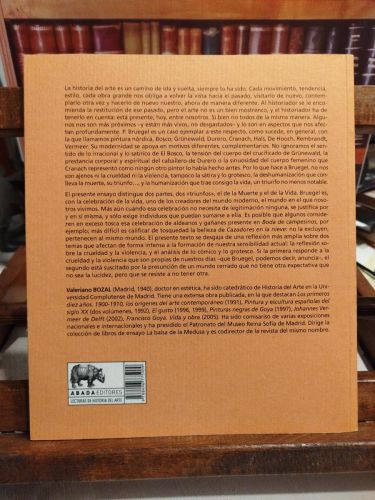 La historia del arte es un camino de ida y vuelta, siempre lo ha sido. Cada movimiento, tendencia,
estilo, cada obra grande nos obliga a volver la vista hacia el pasado, visitarlo de nuevo, contem-
plarlo otra vez y hacerlo de nuevo nuestro, ahora de manera diferente. Al historiador se le enco-
mienda la restitución de ese pasado, pero el arte no es un bien mostrenco, y el historiador ha de
tenerlo en cuenta: está presente, hoy, entre nosotros. Si bien no todos de la misma manera. Algu-
nos nos son más próximos –y están más vivos, no desgastados– y lo son en aspectos que nos afec-
tan profundamente. P. Bruegel es un caso ejemplar a este respecto, como sucede, en general, con
la que llamamos pintura nórdica, Bosco, Grünewald, Durero, Cranach, Hals, De Hooch, Rembrandt,
Vermeer. Su modernidad se apoya en motivos diferentes, complementarios. No ignoramos el sen-
tido de lo irracional y lo satírico de El Bosco, la tensión del cuerpo del crucificado de Grünewald, la
prestancia corporal y espiritual del caballero de Durero o la sinuosidad del cuerpo femenino que
Cranach representó como ningún otro pintor lo había hecho antes. Por lo que hace a Bruegel, no nos
son ajenos ni la crueldad ni la violencia, tampoco la sátira y lo grotesco, la deshumanización que con-
lleva la muerte, su triunfo..., y la humanización que trae consigo la vida, un triunfo no menos notable.
El presente ensayo distingue dos partes, dos «triunfos», el de la Muerte y el de la Vida. Bruegel es,
con la celebración de la vida, uno de los creadores del mundo moderno, el mundo en el que noso-
tros vivimos. Más aún cuando esa celebración no necesita de legitimación ninguna, se justifica por
y en sí misma, y sólo exige individuos que puedan sumarse a ella. Es posible que algunos conside-
ren en exceso tosca esa celebración de aldeanos y gañanes presente en Boda de campesinos, por
ejemplo; más difícil es calificar de tosquedad la belleza de Cazadores en la nieve: no la excluyen,
pertenecen al mismo mundo. El presente texto se desgaja de una reflexión más amplia sobre dos
temas que afectan de forma intensa a la formación de nuestra sensibilidad actual: la reflexión so-
bre la crueldad y la violencia, y el análisis de lo cómico y lo grotesco. Si la primera responde a la
crueldad y la violencia que son propias de nuestros días –que Bruegel, podemos decir, anuncia–, el
segundo está suscitado por la presunción de un mundo cerrado que no tiene otra expectativa que
no sea la lucidez, pero que se resiste a no tener otra.
Valeriano BOZAL (Madrid, 1940), doctor en estética, ha sido catedrático de Historia del Arte en la
Universidad Complutense de Madrid. Tiene una extensa obra publicada, en la que destacan Los primeros
diez años. 1900-1910, los orígenes del arte contemporáneo (1991), Pintura y escultura españolas del
siglo XX (dos volúmenes, 1992), El gusto (1996, 1999), Pinturas negras de Goya (1997), Johannes Ver-
meer de Delft (2002), Francisco Goya. Vida y obra (2005). Ha sido comisario de varias exposiciones
nacionales e internacionales y ha presidido el Patronato del Museo Reina Sofía de Madrid. Dirige la
colección de libros de ensayo La balsa de la Medusa y es codirector de la revista del mismo nombre.
ABADA EDITORES
LECTURAS DE HISTORIA DEL ARTE